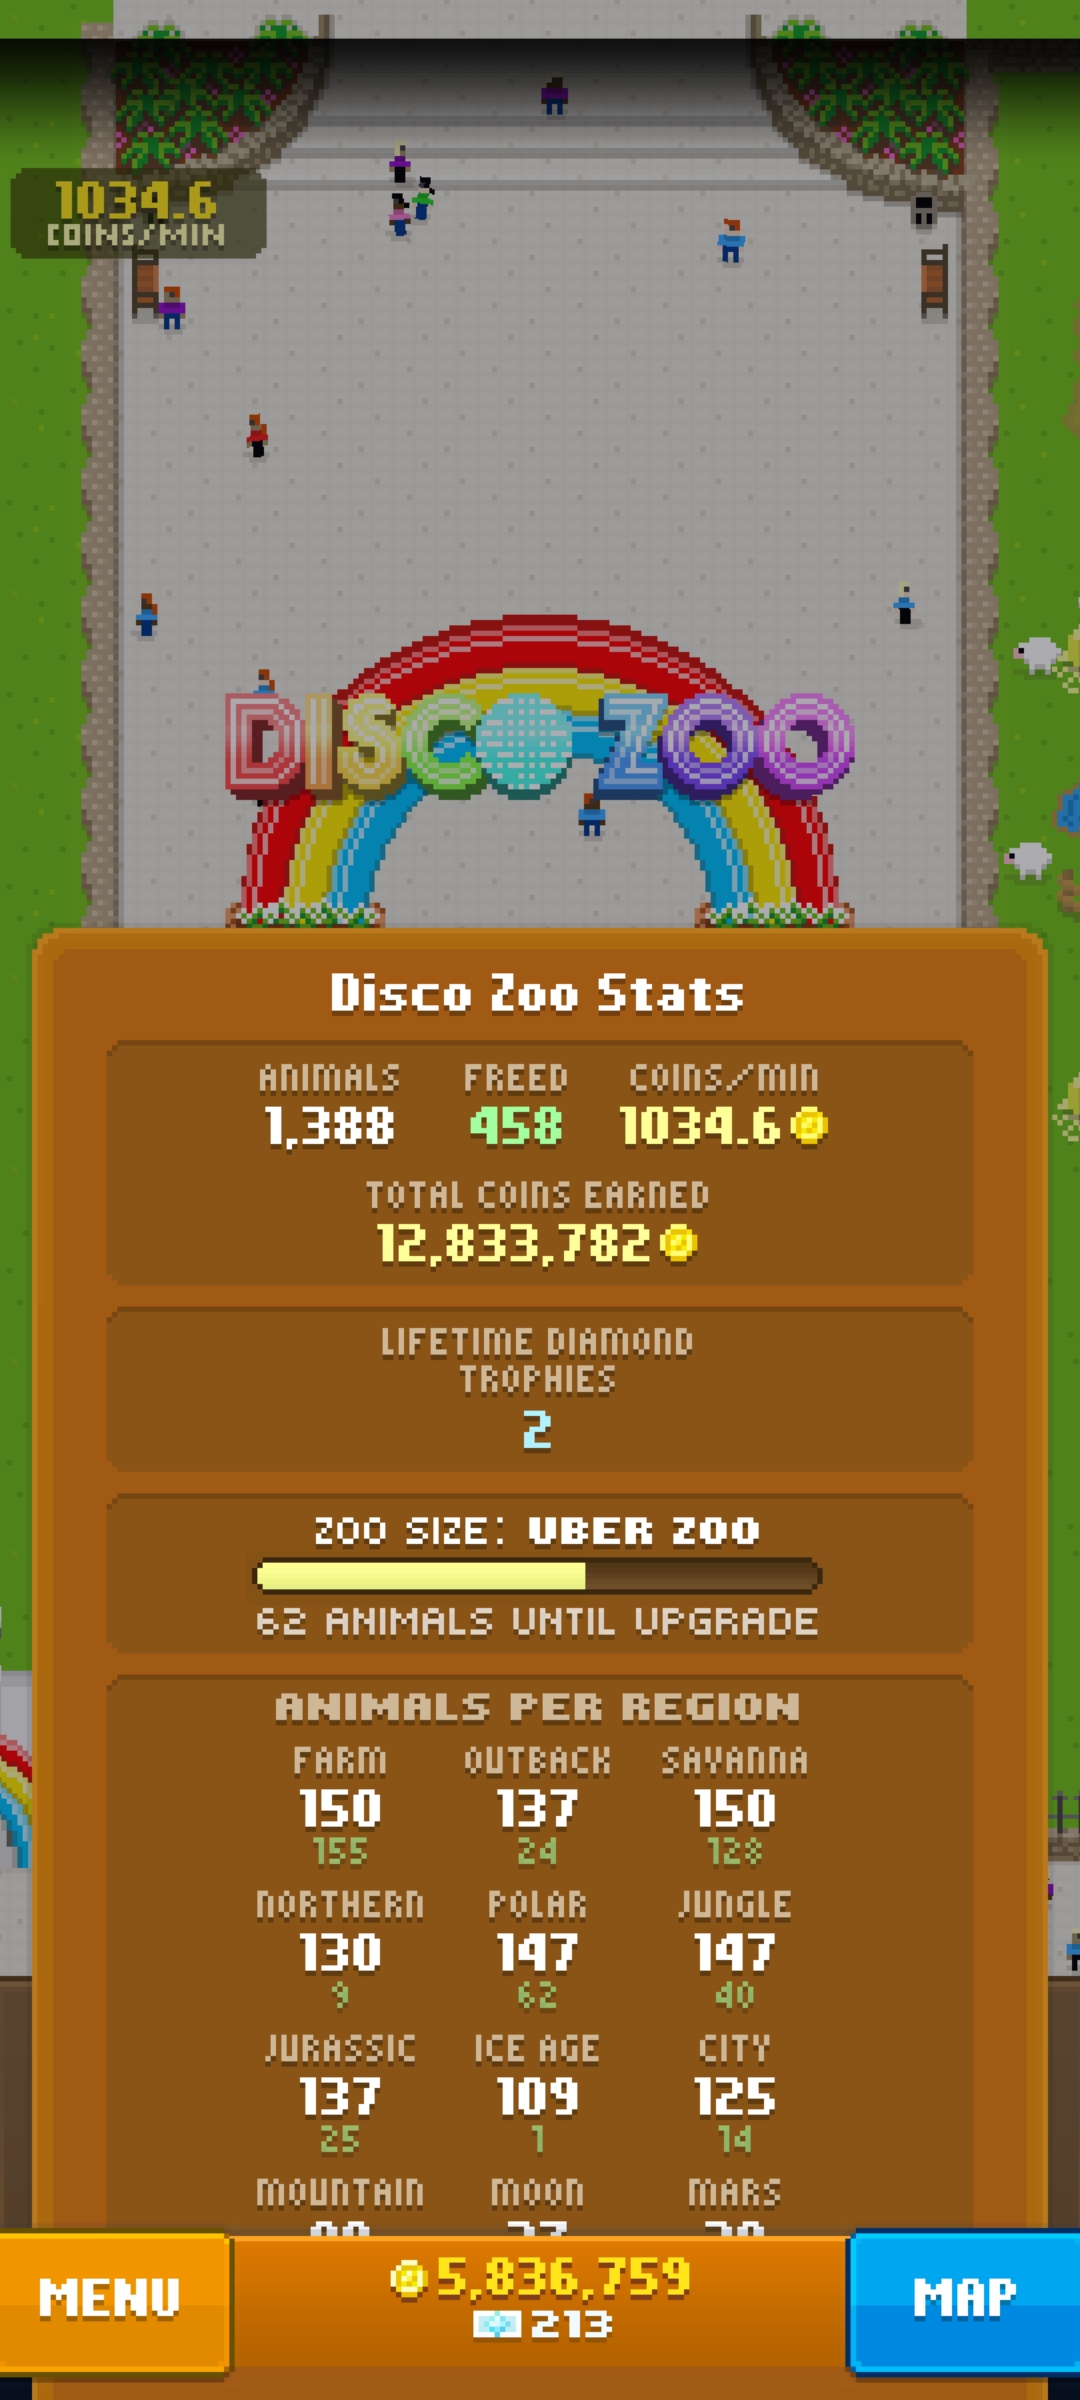 1034.6
COINS/MIN
DISCO ZOO
Disco Zoo Stats
ANIMALS FREED COINS/MIN
1,388 458 1034.6
TOTAL COINS EARNED
12,833,782
LIFETIME DIAMOND
TROPHIES
2
ZOO SIZE: UBER ZOO
62 ANIMALS UNTIL UPGRADE
ANIMALS PER REGION
FARM OUTBACK SAVANNA
150 137 150
155 24 128
NORTHERN POLAR JUNGLE
130 147 147
9 62 40
JURASSIC ICE AGE CITY
137 109 125
25 1 14
MOUNTAIN MOON MARS
MENU 5,836,759 MAP
213